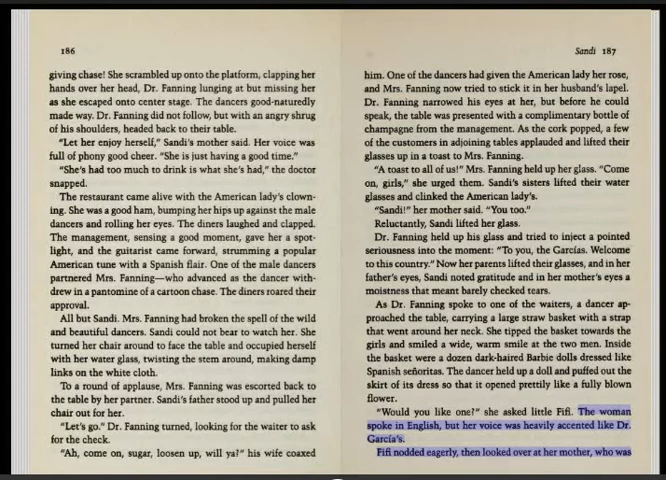 186
giving chase! She scrambled up onto the platform, clapping her
hands over her head, Dr. Fanning lunging at but missing her
as she escaped onto center stage. The dancers good-naturedly
made way. Dr. Fanning did not follow, but with an angry shrug
of his shoulders, headed back to their table.
"Let her enjoy herself," Sandi's mother said. Her voice was
full of phony good cheer. "She is just having a good time."
"She's had too much to drink is what she's had," the doctor
snapped.
The restaurant came alive with the American lady's clown-
ing. She was a good ham, bumping her hips up against the male
dancers and rolling her eyes. The diners laughed and clapped.
The management, sensing a good moment, gave her a spot-
light, and the guitarist came forward, strumming a popular
American tune with a Spanish flair. One of the male dancers
partnered Mrs. Fanning—who advanced as the dancer with-
drew in a pantomime of a cartoon chase. The diners roared their
approval.
All but Sandi. Mrs. Fanning had broken the spell of the wild
and beautiful dancers. Sandi could not bear to watch her. She
turned her chair around to face the table and occupied herself
with her water glass, twisting the stem around, making damp
links on the white cloth.
To a round of applause, Mrs. Fanning was escorted back to
the table by her partner. Sandi's father stood up and pulled her
chair out for her.
"Let's go." Dr. Fanning turned, looking for the waiter to ask
for the check.
"Ah, come on, sugar, loosen up, will ya?" his wife coaxed
Sandi 187
him. One of the dancers had given the American lady her rose,
and Mrs. Fanning now tried to stick it in her husband's lapel.
Dr. Fanning narrowed his eyes at her, but before he could
speak, the table was presented with a complimentary bottle of
champagne from the management. As the cork popped, a few
of the customers in adjoining tables applauded and lifted their
glasses up in a toast to Mrs. Fanning.
"A toast to all of us!" Mrs. Fanning held up her glass. "Come
on, girls," she urged them. Sandi's sisters lifted their water
glasses and clinked the American lady's.
"Sandi!" her mother said. "You too."
Reluctantly, Sandi lifted her glass.
Dr. Fanning held up his glass and tried to inject a pointed
seriousness into the moment: "To you, the Garcías. Welcome
to this country." Now her parents lifted their glasses, and in her
father's eyes, Sandi noted gratitude and in her mother's eyes a
moistness that meant barely checked tears.
As Dr. Fanning spoke to one of the waiters, a dancer ap-
proached the table, carrying a large straw basket with a strap
that went around her neck. She tipped the basket towards the
girls and smiled a wide, warm smile at the two men. Inside
the basket were a dozen dark-haired Barbie dolls dressed like
Spanish señoritas. The dancer held up a doll and puffed out the
skirt of its dress so that it opened prettily like a fully blown
flower.
"Would you like one?" she asked little Fifi. The woman
spoke in English, but her voice was heavily accented like Dr.
García's.
Fifi nodded eagerly, then looked over at her mother, who was